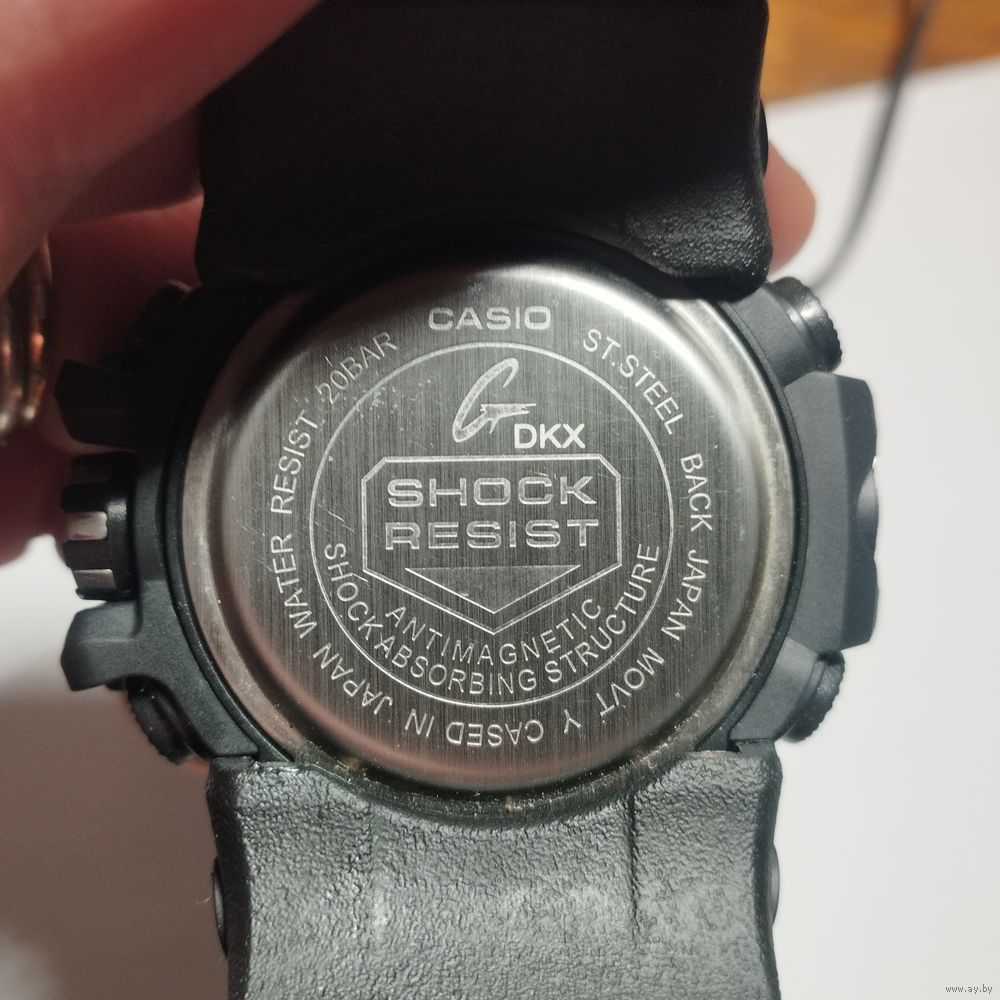 CASIO
WATER RESIST. 20BAR
ST.STEEL BACK JAPAN MOVT Y CASED IN JAPAN
G
DKX
SHOCK
RESIST
ANTIMAGNETIC
SHOCKABSORBING STRUCTURE
www.ay.by